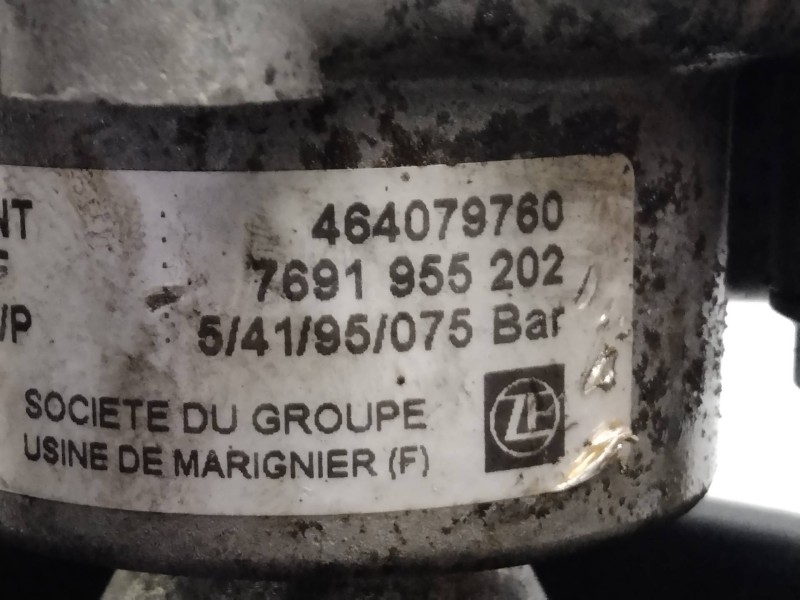 NT : 464079760
: 7691 955 202
/P : 5/41/95/075 Bar
SOCIETE DU GROUPE ZF
USINE DE MARIGNIER (F)